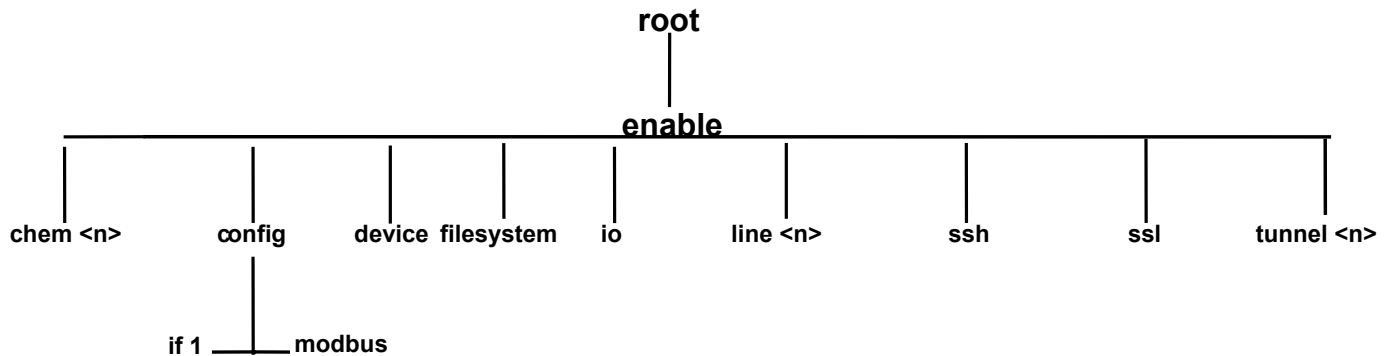 root
enable
chem <n> config device filesystem io line <n> ssh ssl tunnel <n>
if 1 modbus